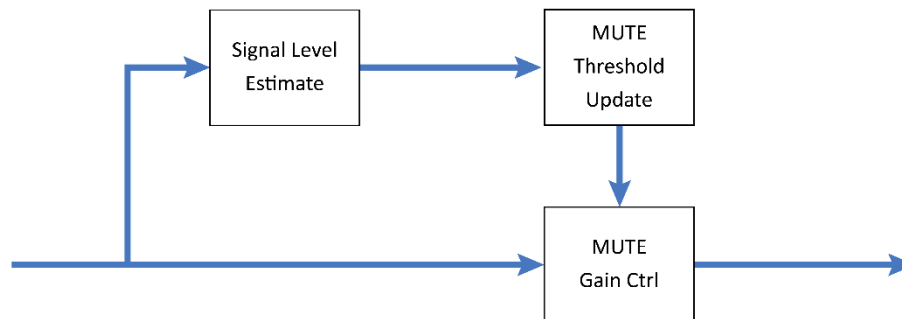 Signal Level
Estimate
MUTE
Threshold
Update
MUTE
Gain Ctrl